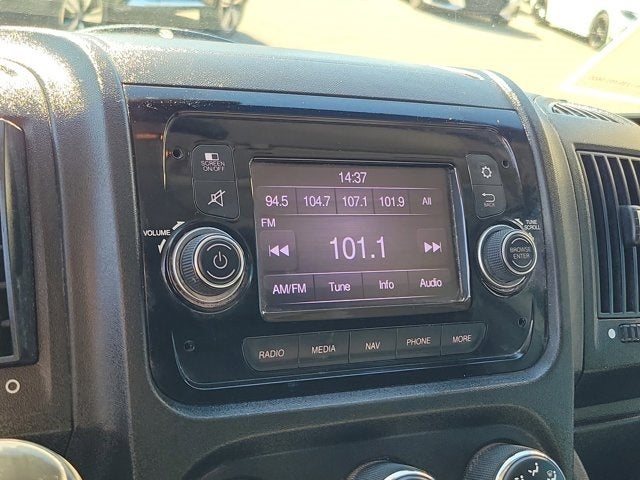 SCREEN
ON/OFF
14:37
94.5 104.7 107.1 101.9 All
BACK
VOLUME
FM
TUNE
SCROLL
101.1
BROWSE
ENTER
AM/FM Tune Info Audio
RADIO MEDIA NAV PHONE MORE